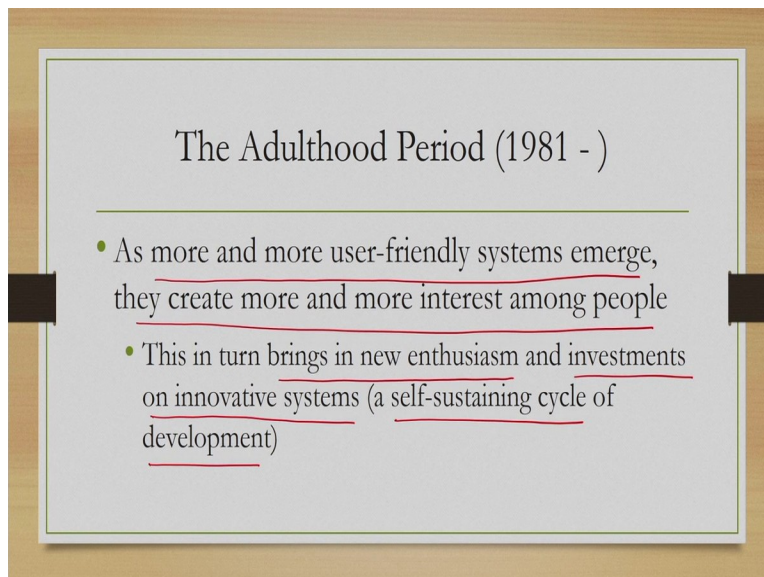 The Adulthood Period (1981 - )
• As more and more user-friendly systems emerge,
they create more and more interest among people
• This in turn brings in new enthusiasm and investments
on innovative systems (a self-sustaining cycle of
development)